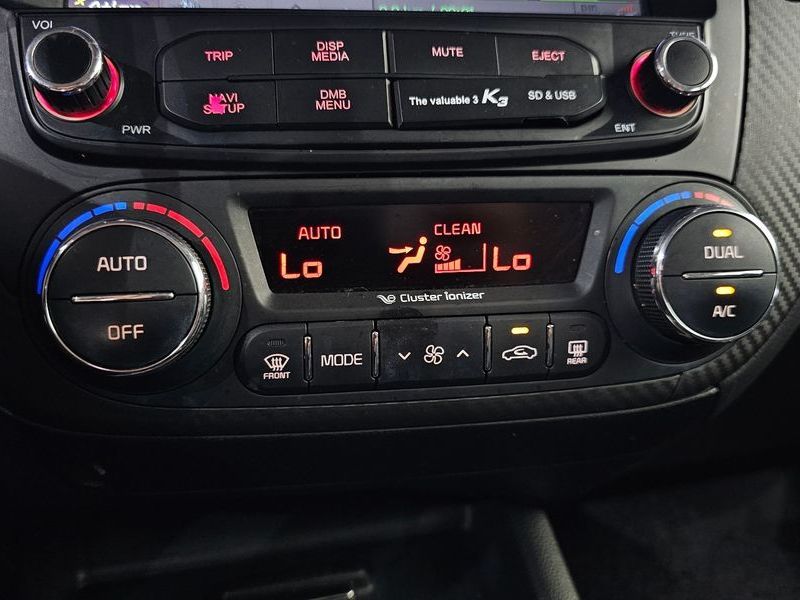 VOL
TUNE
TRIP
DISP
MEDIA
MUTE
EJECT
NAVI
SETUP
DMB
MENU
The valuable 3 K3
SD & USB
PWR
ENT
AUTO
OFF
AUTO
CLEAN
Lo
Lo
Cluster ionizer
DUAL
A/C
FRONT
MODE
REAR